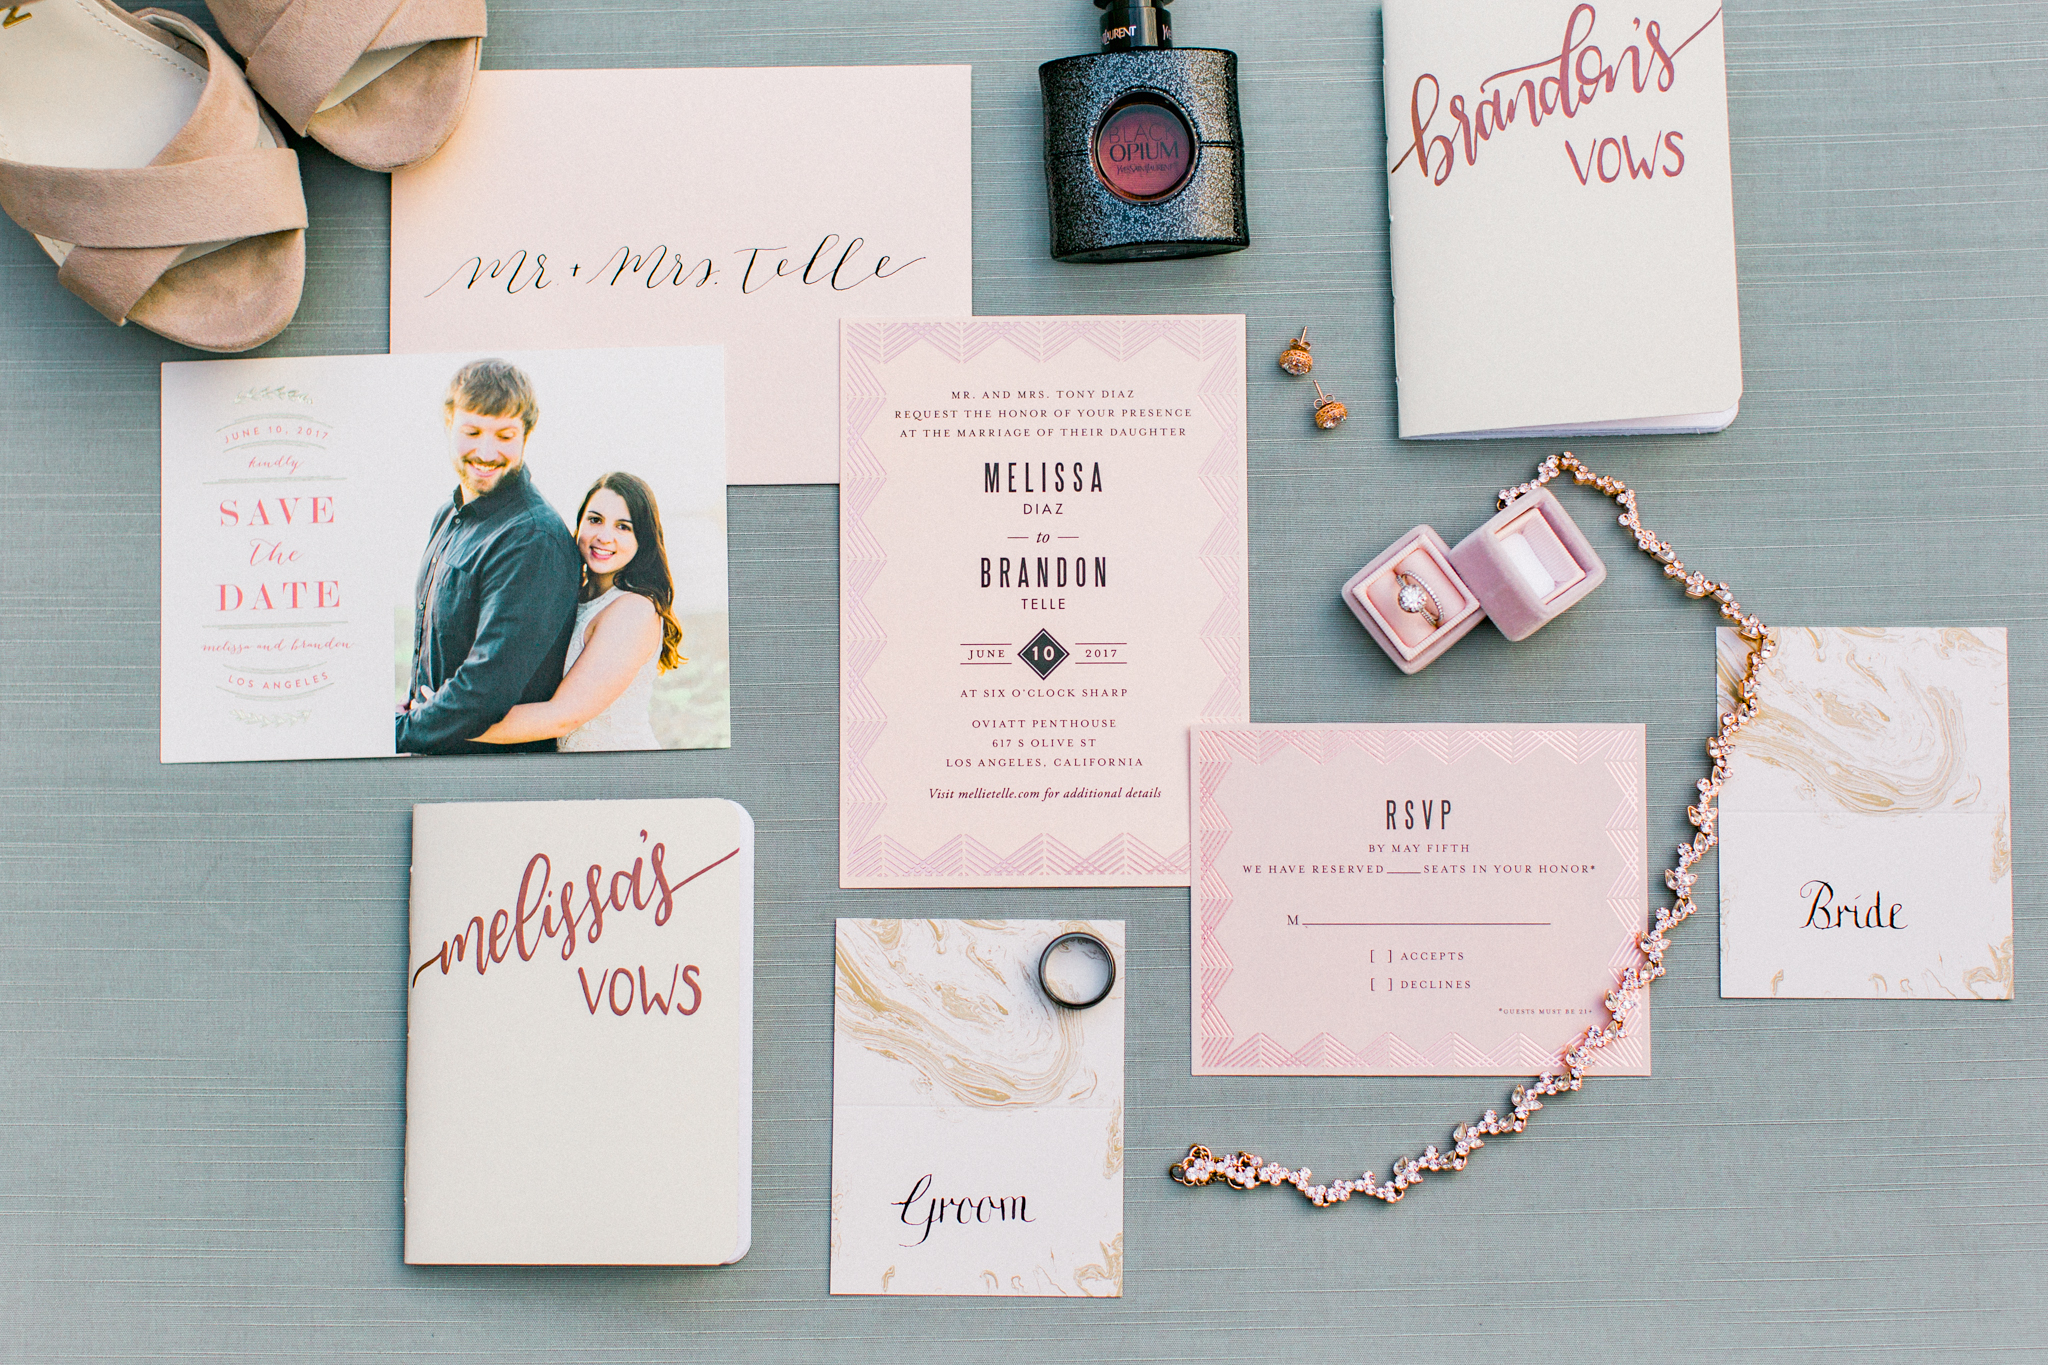 mr. + mrs. Telle
LAURENT
BLACK
OPIUM
YVESSAINTLAURENT
brandon's
VOWS
JUNE 10, 2017
kindly
SAVE
the
DATE
melissa and brandon
LOS ANGELES
MR. AND MRS. TONY DIAZ
REQUEST THE HONOR OF YOUR PRESENCE
AT THE MARRIAGE OF THEIR DAUGHTER
MELISSA
DIAZ
to
BRANDON
TELLE
JUNE 10 2017
AT SIX O'CLOCK SHARP
OVIATT PENTHOUSE
617 S OLIVE ST
LOS ANGELES, CALIFORNIA
Visit mellietelle.com for additional details
RSVP
BY MAY FIFTH
WE HAVE RESERVED ____ SEATS IN YOUR HONOR*
M
[ ] ACCEPTS
[ ] DECLINES
*GUESTS MUST BE 21+
Bride
melissa's
VOWS
Groom